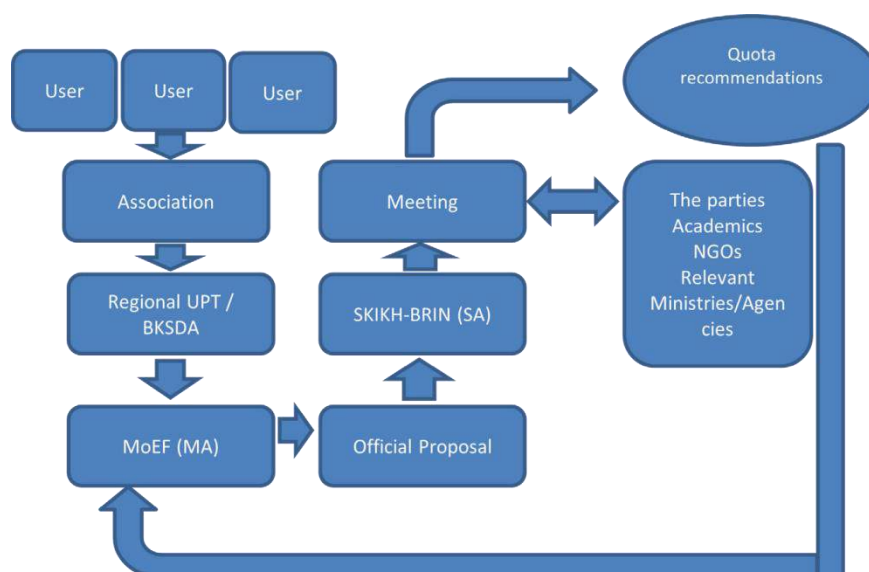 User
User
User
Association
Regional UPT /
BKSDA
MoEF (MA)
Official Proposal
SKIKH-BRIN (SA)
Meeting
Quota
recommendations
The parties
Academics
NGOs
Relevant
Ministries/Agen
cies